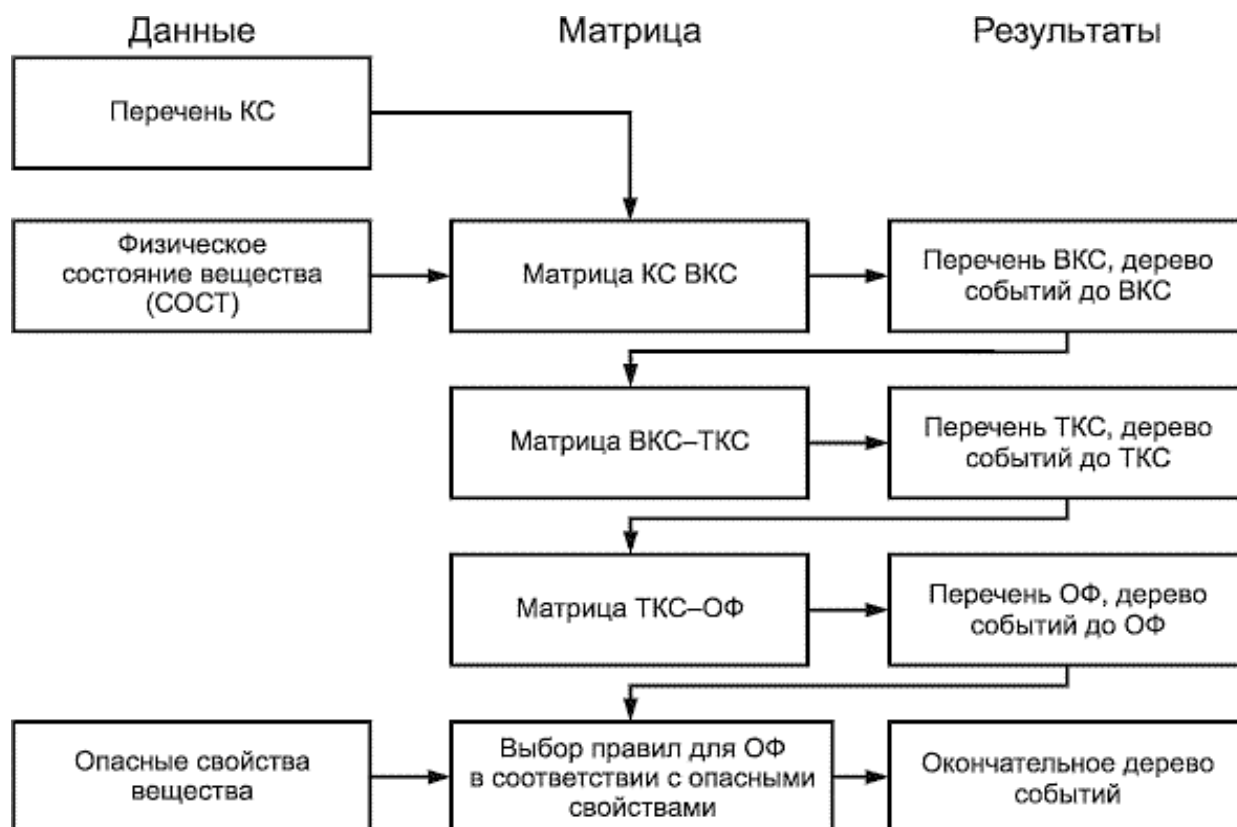 Данные
Матрица
Результаты
Перечень КС
Физическое
состояние вещества
(СОСТ)
Матрица КС ВКС
Перечень ВКС, дерево
событий до ВКС
Матрица ВКС–ТКС
Перечень ТКС, дерево
событий до ТКС
Матрица ТКС–ОФ
Перечень ОФ, дерево
событий до ОФ
Опасные свойства
вещества
Выбор правил для ОФ
в соответствии с опасными
свойствами
Окончательное дерево
событий